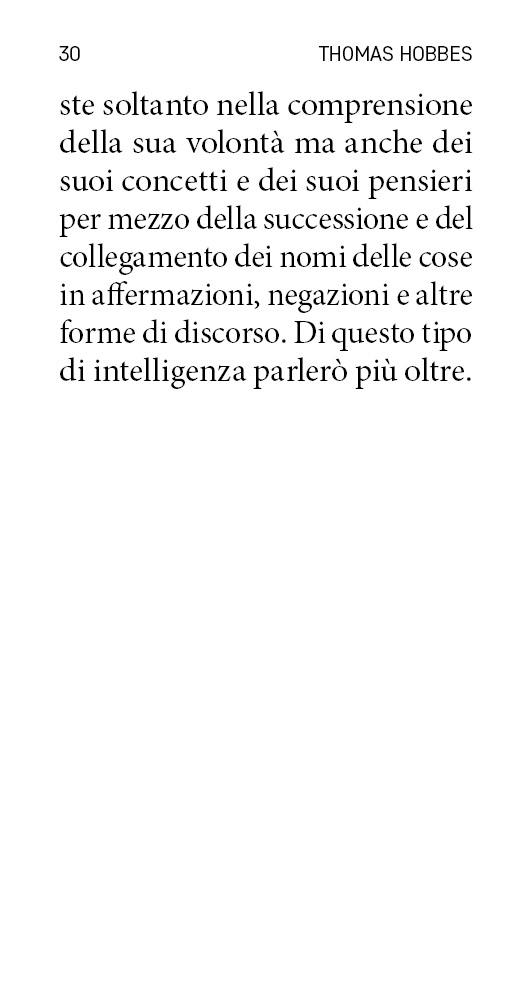 30 THOMAS HOBBES
ste soltanto nella comprensione
della sua volontà ma anche dei
suoi concetti e dei suoi pensieri
per mezzo della successione e del
collegamento dei nomi delle cose
in affermazioni, negazioni e altre
forme di discorso. Di questo tipo
di intelligenza parlerò più oltre.